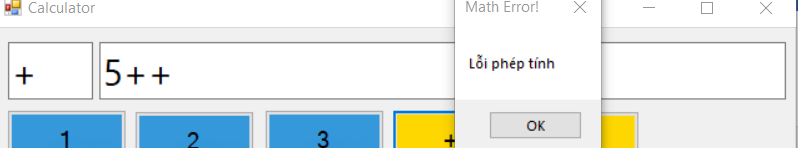 Calculator
Math Error!
+
5++
Lỗi phép tính
OK
1
2
3
+